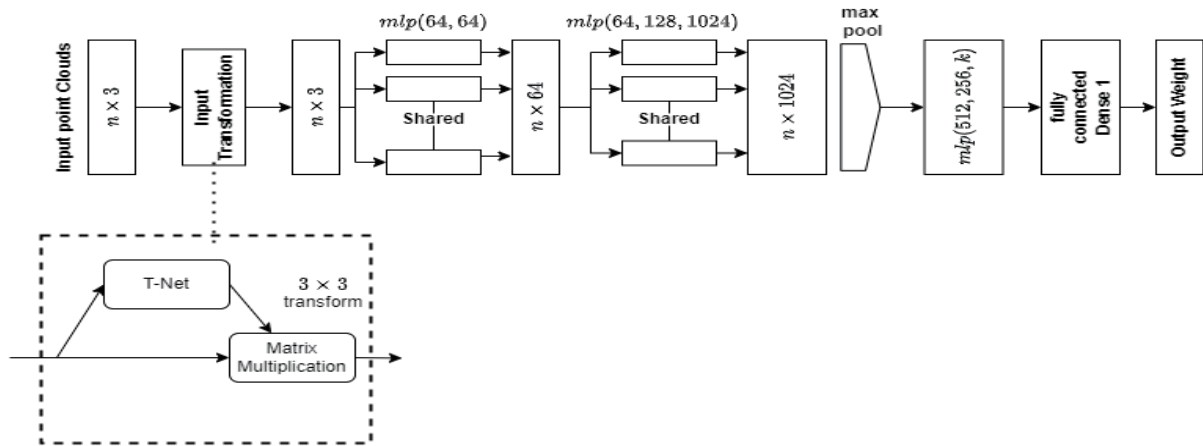 mlp(64, 64)
mlp(64, 128, 1024)
max
pool
Input point Clouds
n × 3
Input
Transformation
n × 3
Shared
n × 64
Shared
n × 1024
mlp(512, 256, k)
fully
connected
Dense 1
Output Weight
T-Net
3 × 3
transform
Matrix
Multiplication